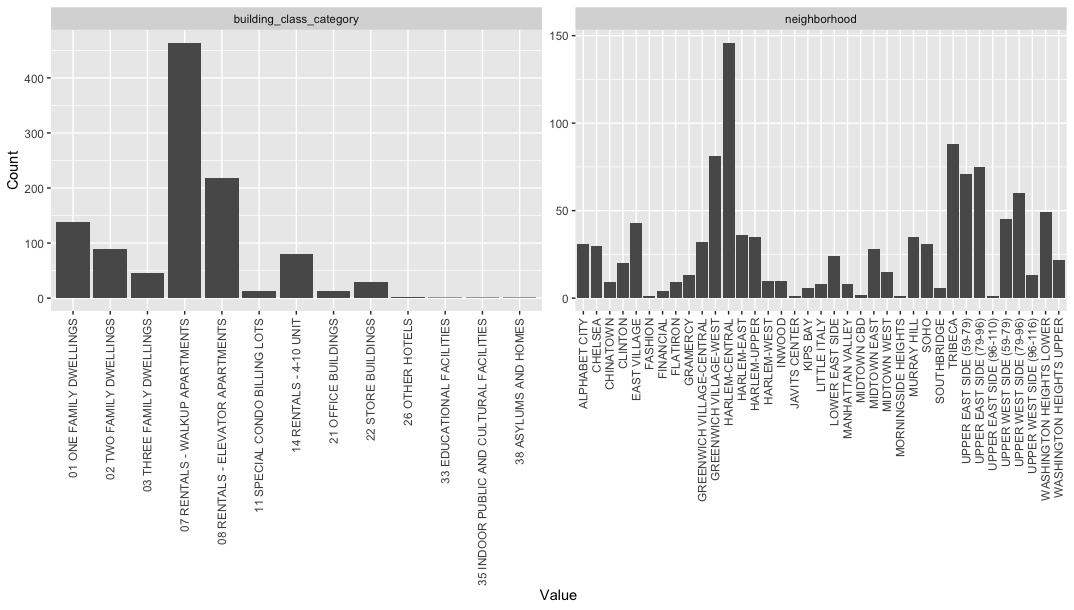 building_class_category
neighborhood
Count
400
300
200
100
0
150
100
50
0
01 ONE FAMILY DWELLINGS
02 TWO FAMILY DWELLINGS
03 THREE FAMILY DWELLINGS
07 RENTALS - WALKUP APARTMENTS
08 RENTALS - ELEVATOR APARTMENTS
11 SPECIAL CONDO BILLING LOTS
14 RENTALS - 4-10 UNIT
21 OFFICE BUILDINGS
22 STORE BUILDINGS
26 OTHER HOTELS
33 EDUCATIONAL FACILITIES
35 INDOOR PUBLIC AND CULTURAL FACILITIES
38 ASYLUMS AND HOMES
ALPHABET CITY
CHELSEA
CHINATOWN
CLINTON
EAST VILLAGE
FASHION
FINANCIAL
FLATIRON
GRAMERCY
GREENWICH VILLAGE-CENTRAL
GREENWICH VILLAGE-WEST
HARLEM-CENTRAL
HARLEM-EAST
HARLEM-UPPER
HARLEM-WEST
INWOOD
JAVITS CENTER
KIPS BAY
LITTLE ITALY
LOWER EAST SIDE
MANHATTAN VALLEY
MIDTOWN CBD
MIDTOWN EAST
MIDTOWN WEST
MORNINGSIDE HEIGHTS
MURRAY HILL
SOHO
SOUTHBRIDGE
TRIBECA
UPPER EAST SIDE (59-79)
UPPER EAST SIDE (79-96)
UPPER EAST SIDE (96-110)
UPPER WEST SIDE (59-79)
UPPER WEST SIDE (79-96)
UPPER WEST SIDE (96-116)
WASHINGTON HEIGHTS LOWER
WASHINGTON HEIGHTS UPPER
Value